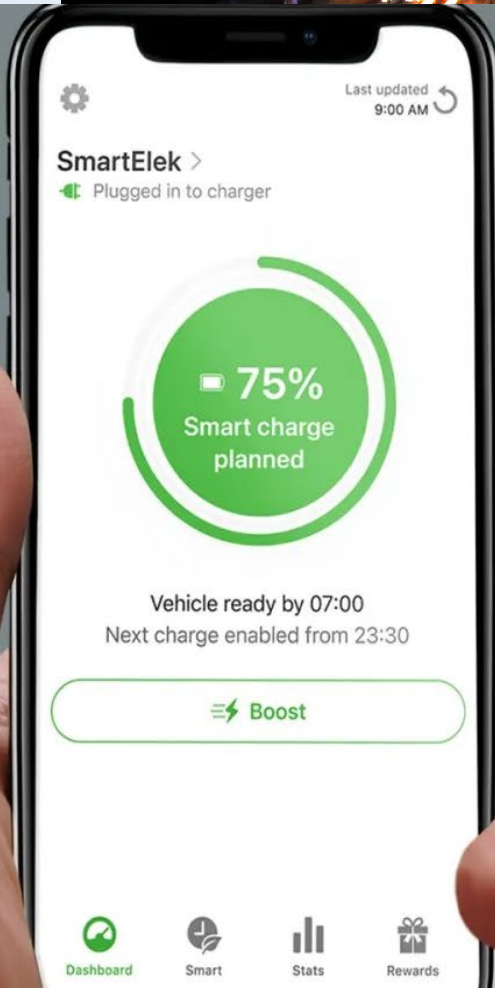 Last updated
9:00 AM
SmartElek >
Plugged in to charger
75%
Smart charge
planned
Vehicle ready by 07:00
Next charge enabled from 23:30
Boost
Dashboard
Smart
Stats
Rewards